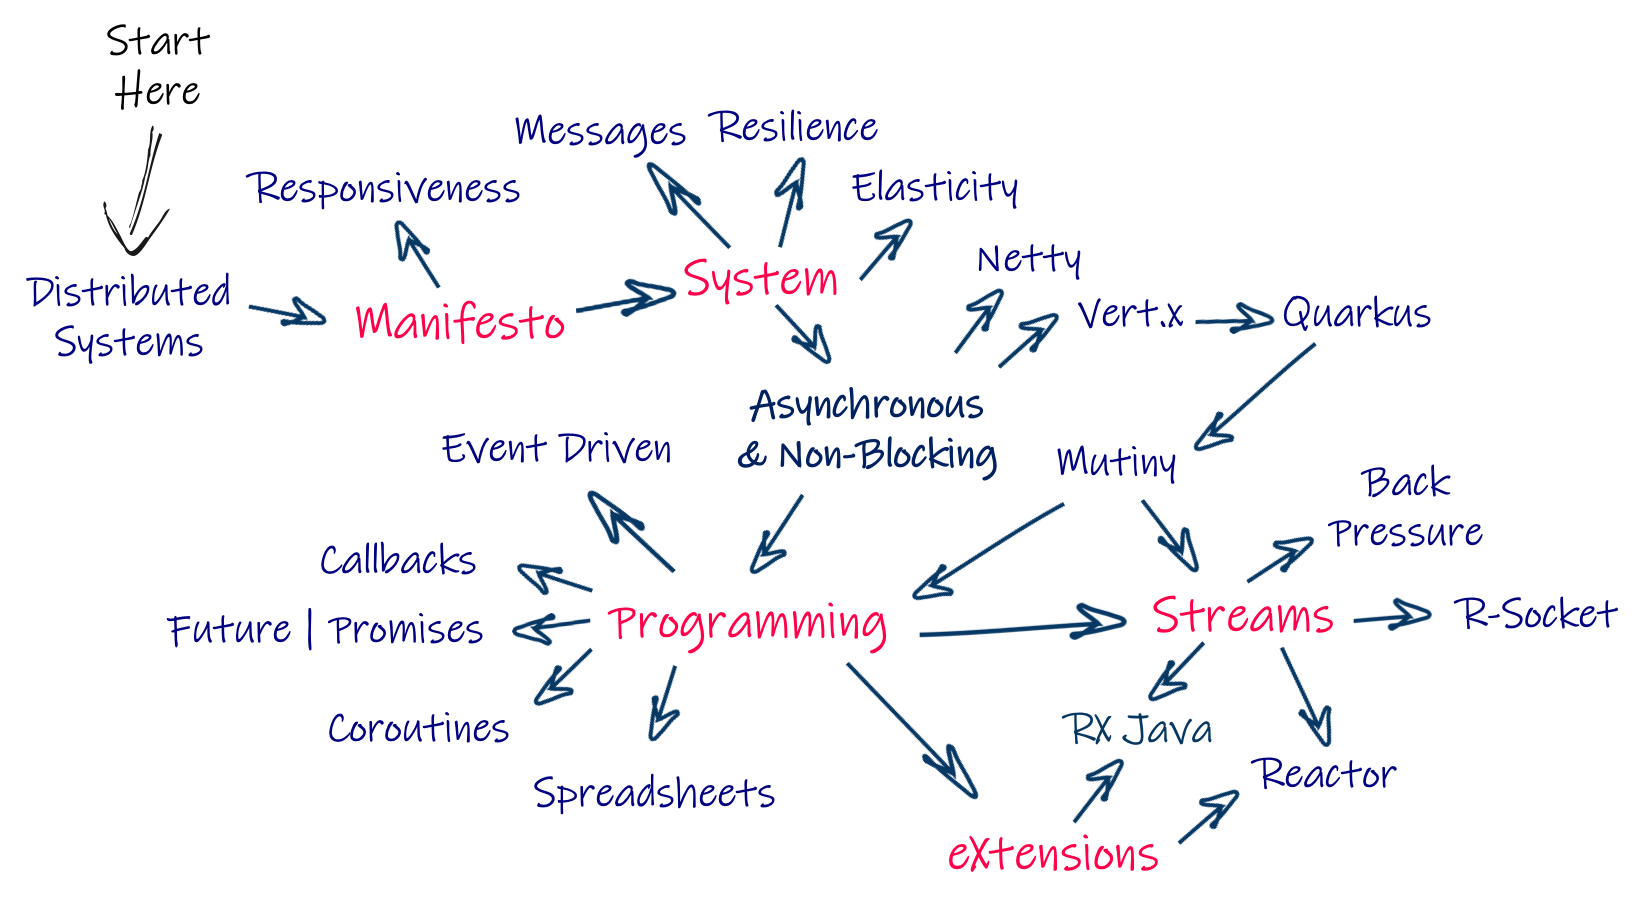 Start
Here
Messages
Resilience
Responsiveness
Elasticity
Netty
System
Distributed
Systems
Manifesto
Vert.x
Quarkus
Asynchronous
& Non-Blocking
Event Driven
Mutiny
Back
Pressure
Callbacks
Future | Promises
Programming
Streams
R-Socket
Coroutines
RX Java
Spreadsheets
Reactor
eXtensions